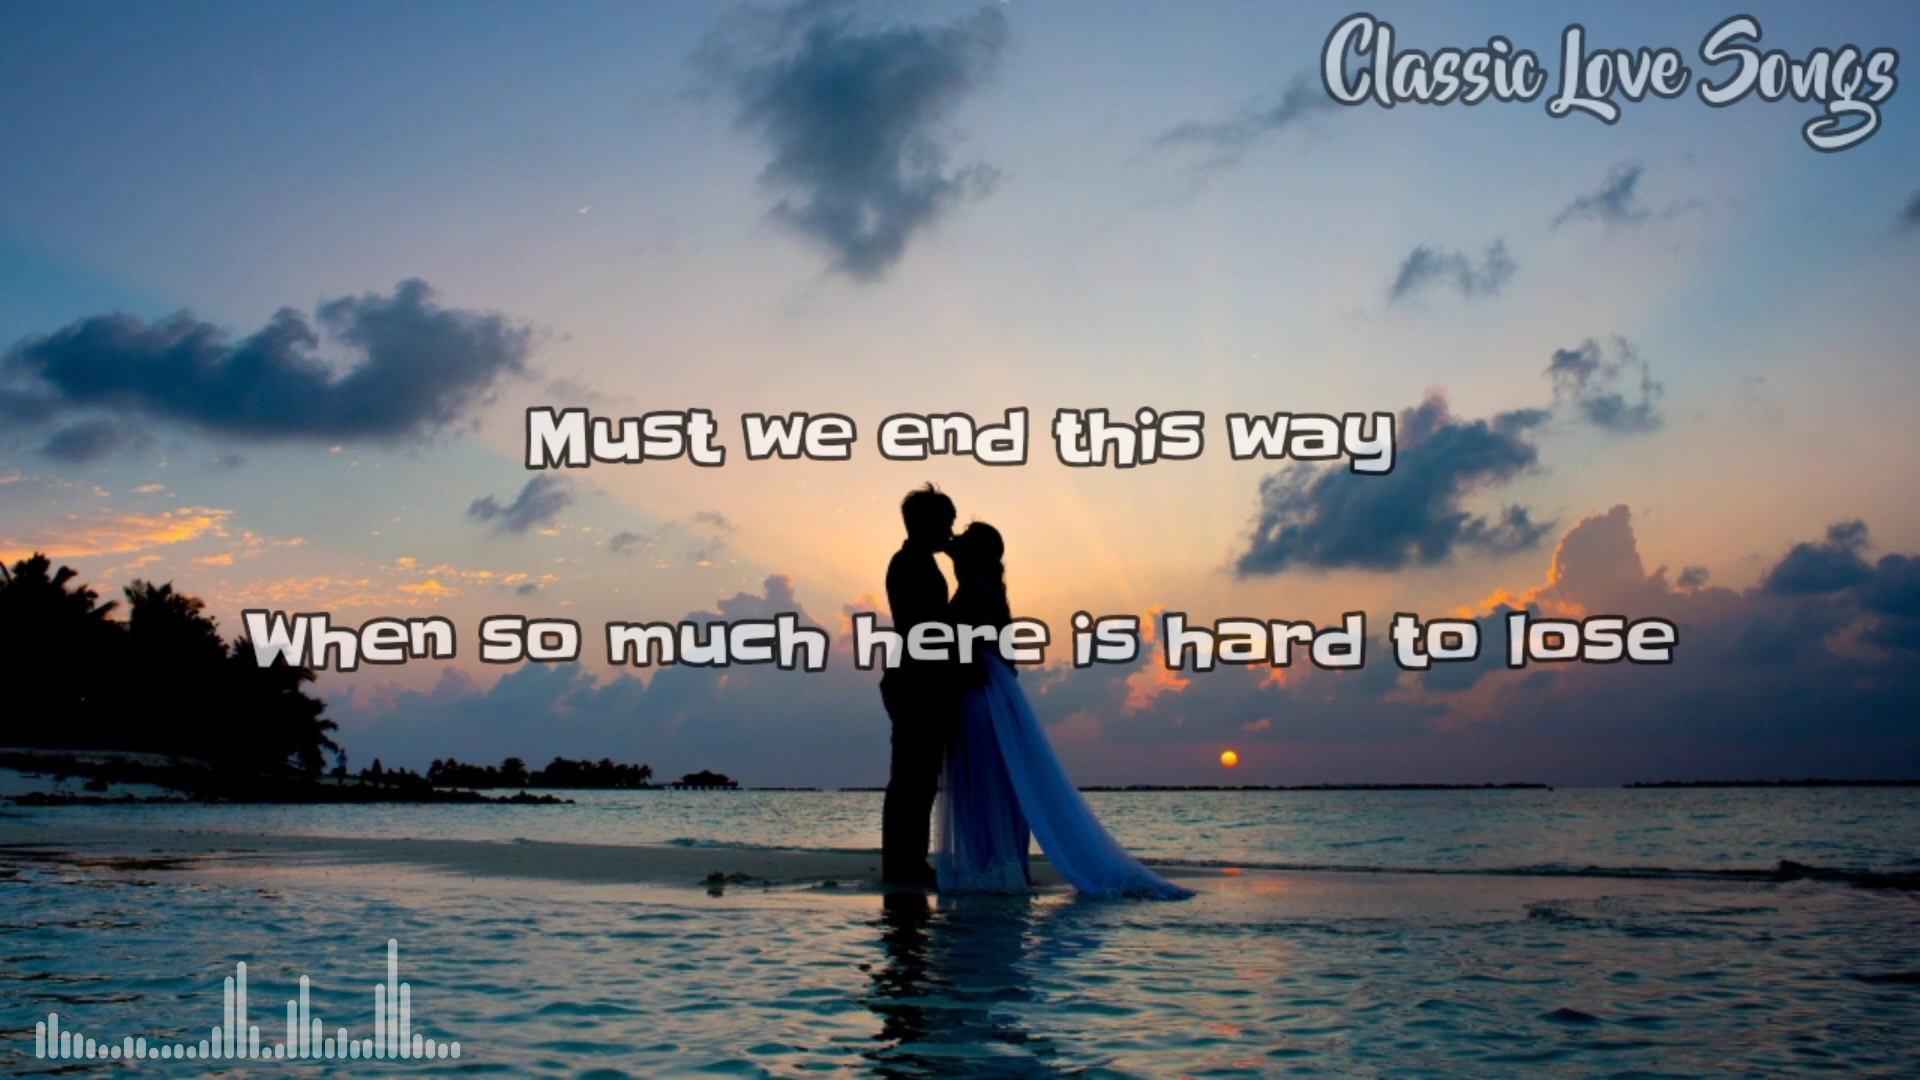 Classic Love Songs
Must we end this way
When so much here is hard to lose